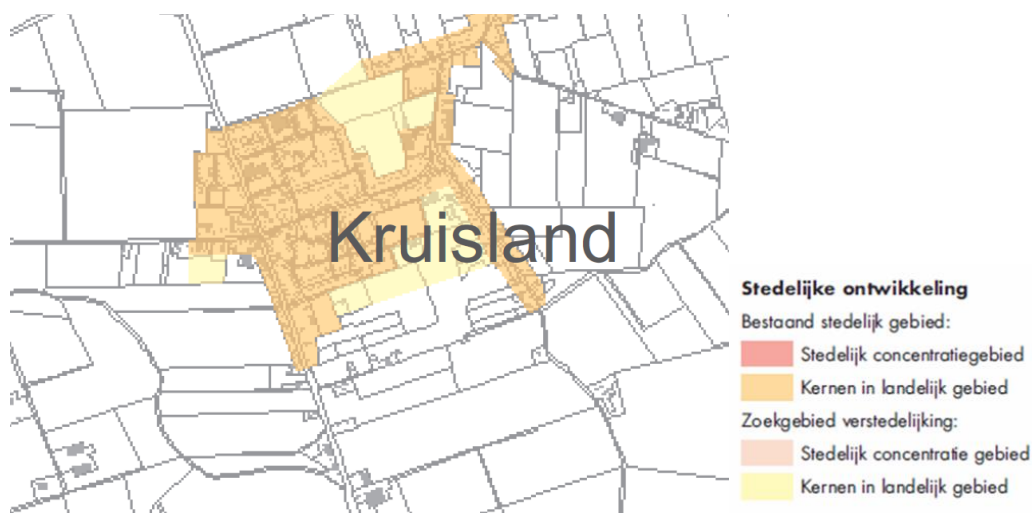 Kruisland
Stedelijke ontwikkeling
Bestaand stedelijk gebied:
Stedelijk concentratiegebied
Kernen in landelijk gebied
Zoekgebied verstedelijking:
Stedelijk concentratie gebied
Kernen in landelijk gebied